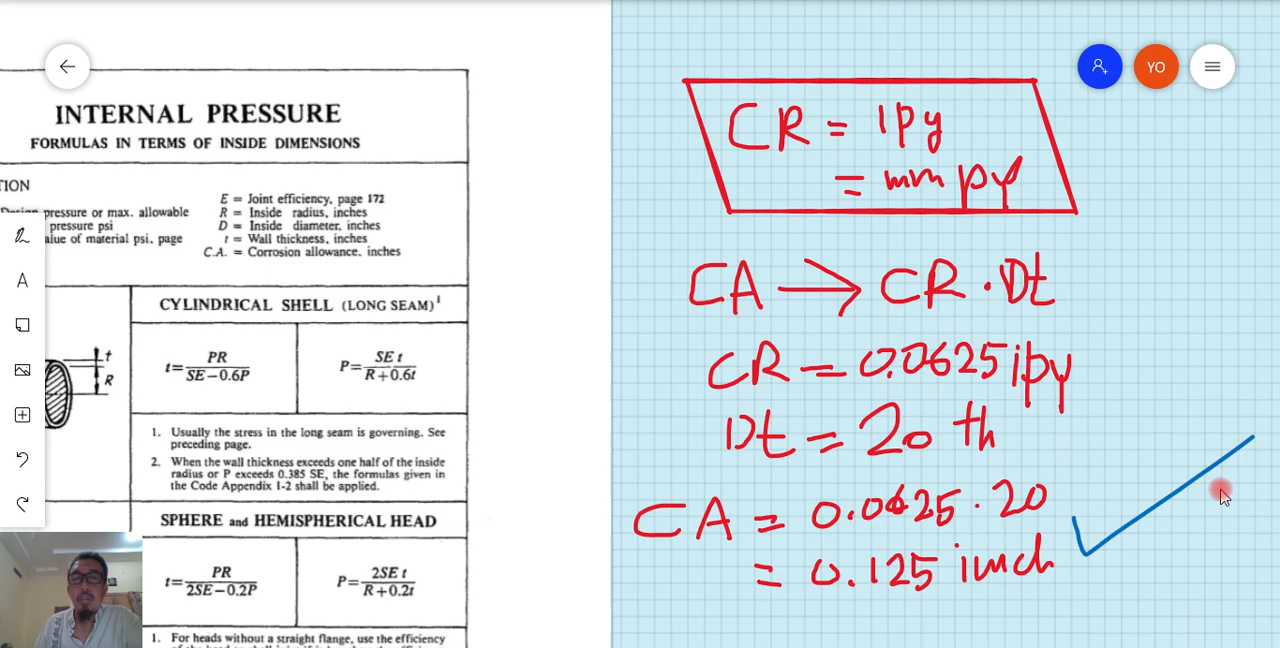 INTERNAL PRESSURE
FORMULAS IN TERMS OF INSIDE DIMENSIONS
TION
Design pressure or max. allowable
pressure psi
value of material psi, page
E = Joint efficiency, page 172
R = Inside radius, inches
D = Inside diameter, inches
t = Wall thickness, inches
C.A. = Corrosion allowance, inches
t
R
CYLINDRICAL SHELL (LONG SEAM)¹
t= PR / SE−0.6P
P= SE t / R+0.6t
1. Usually the stress in the long seam is governing. See
preceding page.
2. When the wall thickness exceeds one half of the inside
radius or P exceeds 0.385 SE, the formulas given in
the Code Appendix 1-2 shall be applied.
SPHERE and HEMISPHERICAL HEAD
t= PR / 2SE−0.2P
P= 2SE t / R+0.2t
1. For heads without a straight flange, use the efficiency
YO
CR = ipy
= mm py
CA → CR . Dt
CR = 0.0625 ipy
Dt = 20 th
CA = 0.0625 . 20
= 0.125 inch
A